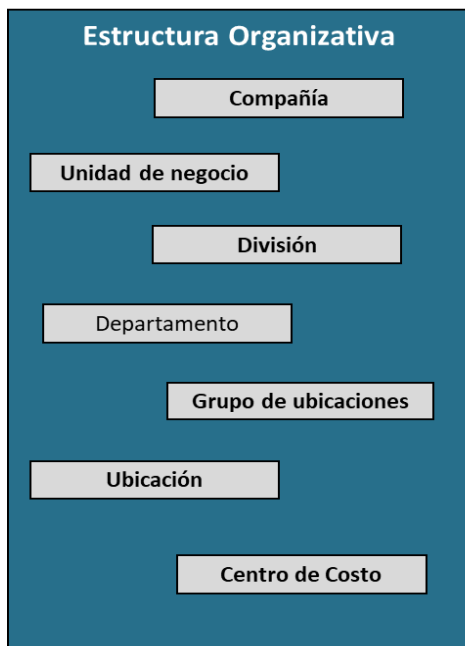 Estructura Organizativa
Compañía
Unidad de negocio
División
Departamento
Grupo de ubicaciones
Ubicación
Centro de Costo